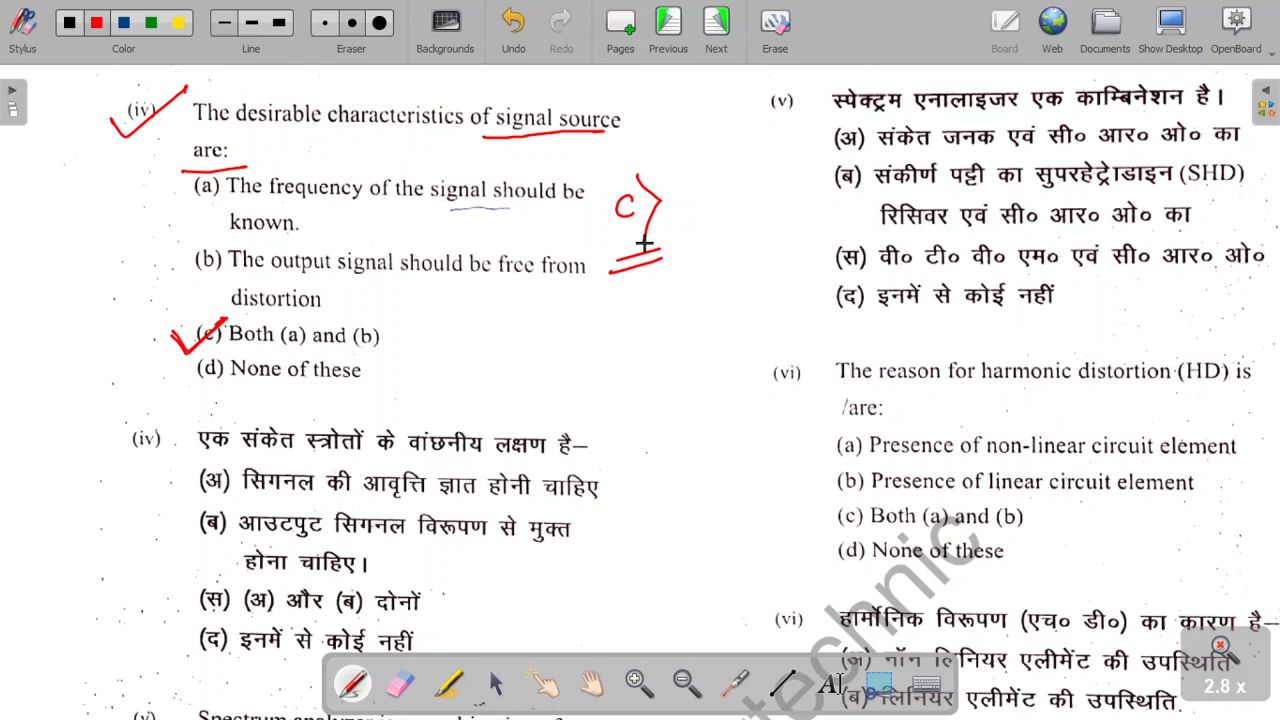 Stylus
Color
Line
Eraser
Backgrounds
Undo
Redo
Pages
Previous
Next
Erase
Board
Web
Documents
Show Desktop
OpenBoard
(iv) The desirable characteristics of signal source
are:
(a) The frequency of the signal should be
known.
(b) The output signal should be free from
distortion
(c) Both (a) and (b)
(d) None of these
C
(iv) एक संकेत स्त्रोतों के वांछनीय लक्षण है–
(अ) सिगनल की आवृत्ति ज्ञात होनी चाहिए
(ब) आउटपुट सिगनल विरूपण से मुक्त
होना चाहिए।
(स) (अ) और (ब) दोनों
(द) इनमें से कोई नहीं
(v) स्पेक्ट्रम एनालाइजर एक काम्बिनेशन है।
(अ) संकेत जनक एवं सी० आर० ओ० का
(ब) संकीर्ण पट्टी का सुपरहेट्रोडाइन (SHD)
रिसिवर एवं सी० आर० ओ० का
(स) वी० टी० वी० एम० एवं सी० आर० ओ०
(द) इनमें से कोई नहीं
(vi) The reason for harmonic distortion (HD) is
/are:
(a) Presence of non-linear circuit element
(b) Presence of linear circuit element
(c) Both (a) and (b)
(d) None of these
(vi) हार्मोनिक विरूपण (एच० डी०) का कारण है–
(अ) नॉन लिनियर एलीमेंट की उपस्थिति
(ब) लिनियर एलीमेंट की उपस्थिति
technic
2.8 x